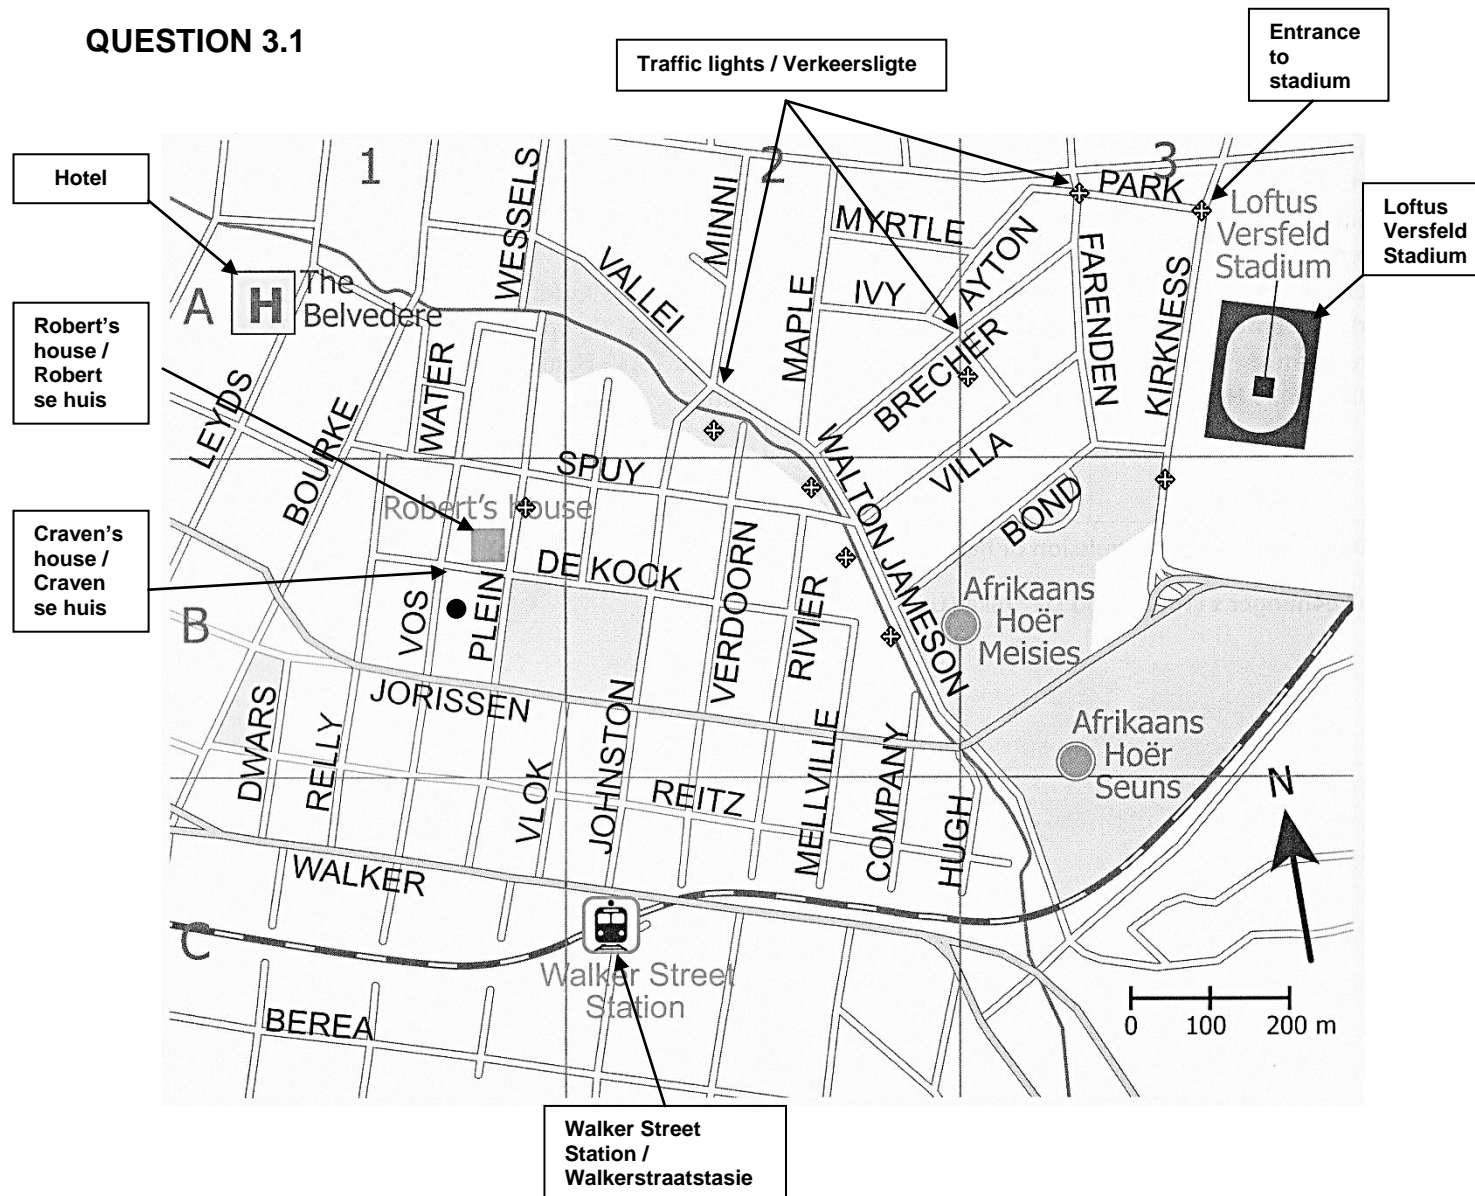 QUESTION 3.1
Traffic lights / Verkeersligte
Entrance
to
stadium
Hotel
Loftus
Versfeld
Stadium
Robert's
house /
Robert
se huis
Craven's
house /
Craven
se huis
Walker Street
Station /
Walkerstraatstasie
1
2
3
A
B
C
WESSELS
MINNI
VALLEI
MYRTLE
PARK
Loftus
Versfeld
Stadium
H
The
Belvedere
IVY
AYTON
MAPLE
BRECHER
FARENDEN
KIRKNESS
LEYDS
BOURKE
WATER
SPUY
WALTON JAMESON
VILLA
BOND
Robert's house
DE KOCK
VOS
PLEIN
VERDOORN
RIVIER
Afrikaans
Hoër
Meisies
JORISSEN
DWARS
RELLY
VLOK
JOHNSTON
REITZ
MELLVILLE
COMPANY
HUGH
Afrikaans
Hoër
Seuns
N
WALKER
Walker Street
Station
BEREA
0 100 200 m